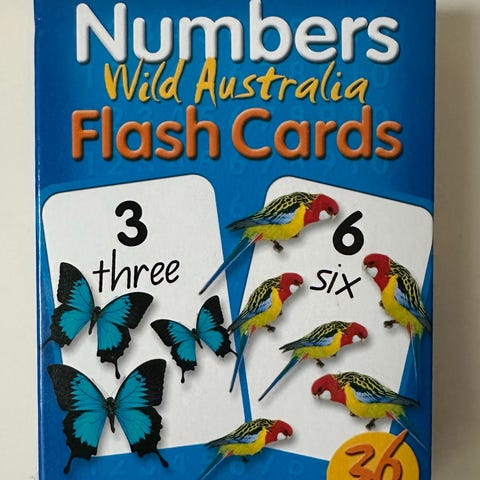 Numbers
Wild Australia
Flash Cards
3
three
6
six
36